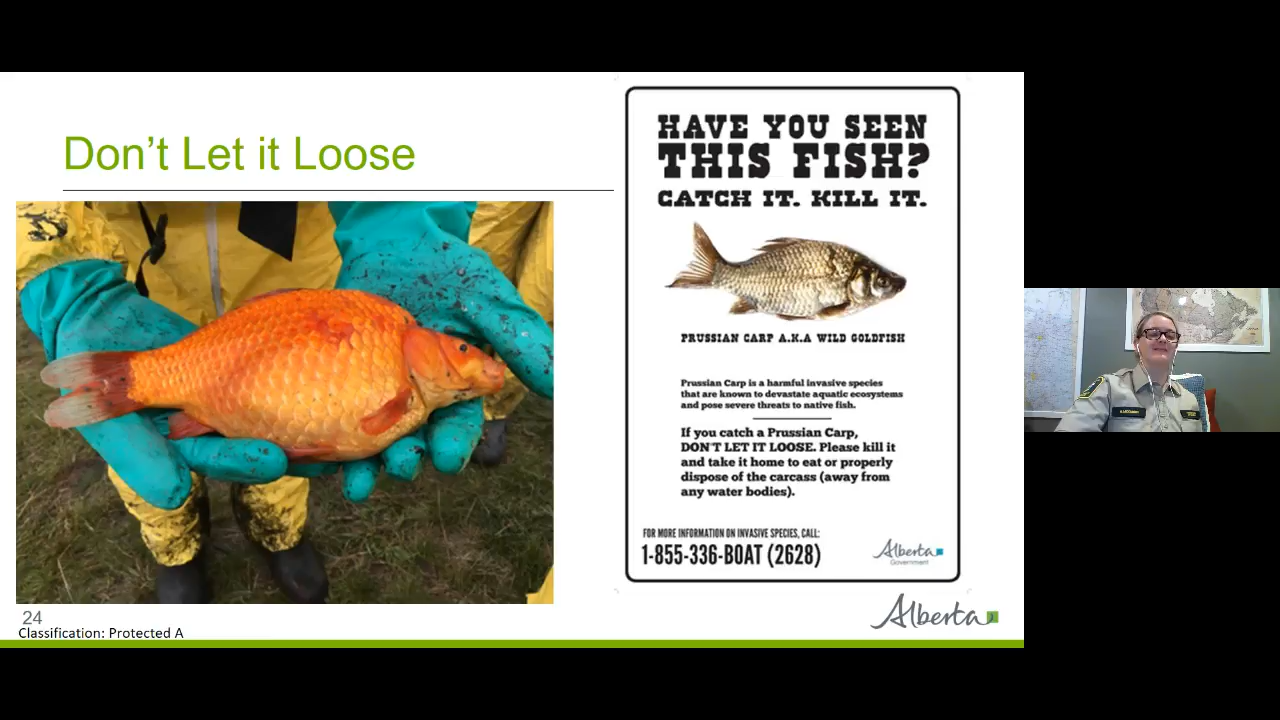 Don't Let it Loose
HAVE YOU SEEN
THIS FISH?
CATCH IT. KILL IT.
PRUSSIAN CARP A.K.A WILD GOLDFISH
Prussian Carp is a harmful invasive species
that are known to devastate aquatic ecosystems
and pose severe threats to native fish.
If you catch a Prussian Carp,
DON'T LET IT LOOSE. Please kill it
and take it home to eat or properly
dispose of the carcass (away from
any water bodies).
FOR MORE INFORMATION ON INVASIVE SPECIES, CALL:
1-855-336-BOAT (2628)
Alberta
Government
Alberta
24
Classification: Protected A